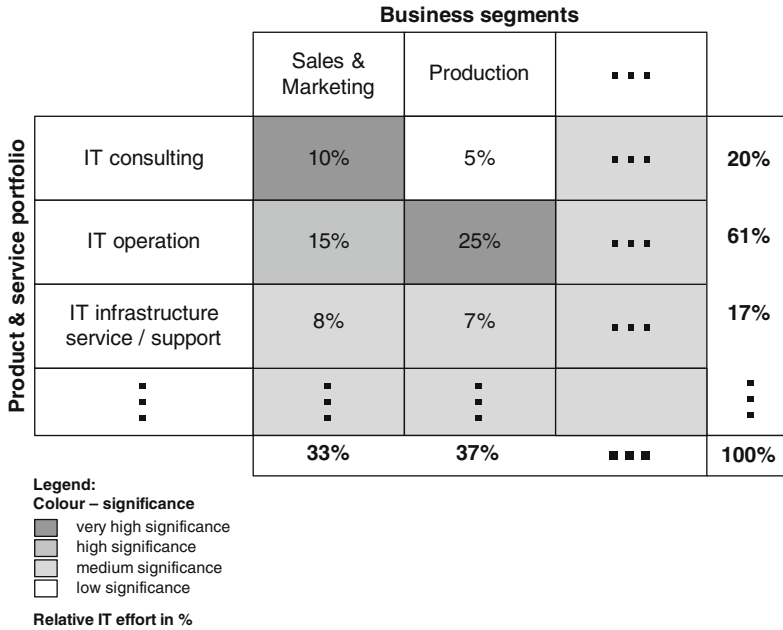 Business segments
Sales &
Marketing
Production
...
Product & service portfolio
IT consulting
10%
5%
...
20%
IT operation
15%
25%
...
61%
IT infrastructure
service / support
8%
7%
...
17%
33%
37%
...
100%
Legend:
Colour – significance
very high significance
high significance
medium significance
low significance
Relative IT effort in %